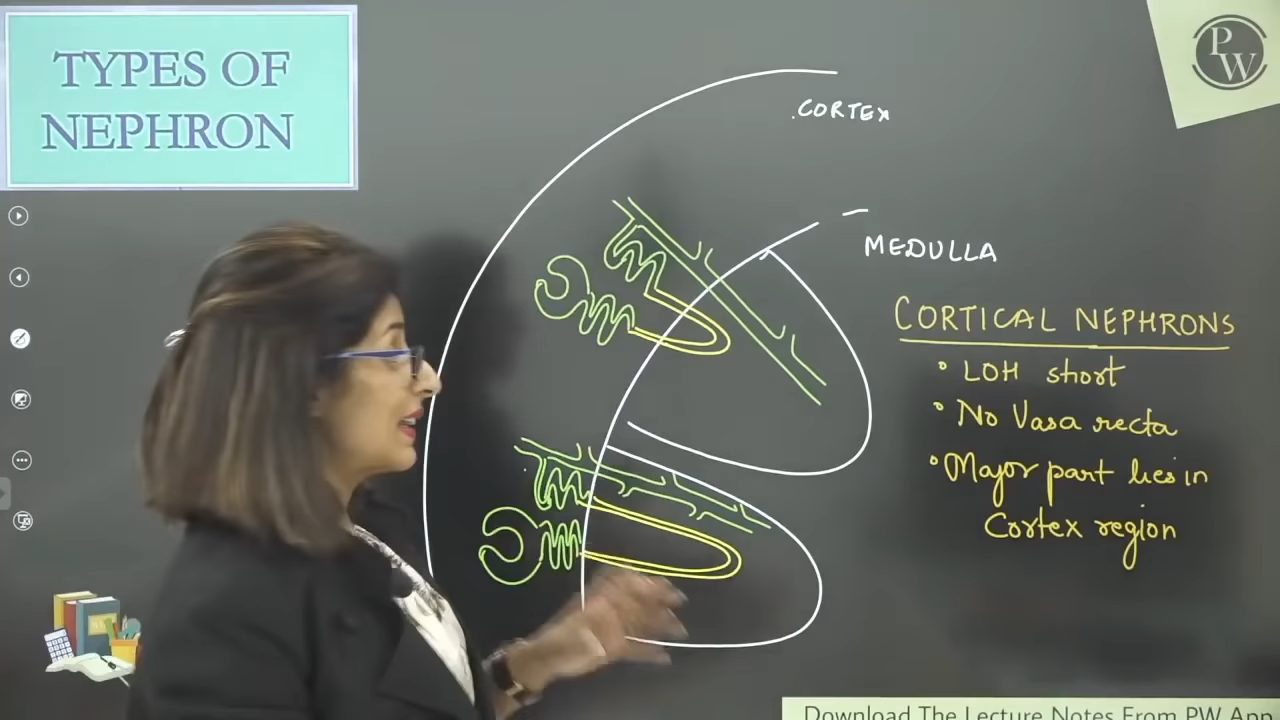 TYPES OF
NEPHRON
PW
.CORTEX
MEDULLA
CORTICAL NEPHRONS
• LOH short
• No Vasa recta
• Major part lies in
Cortex region
Download The Lecture Notes From PW App